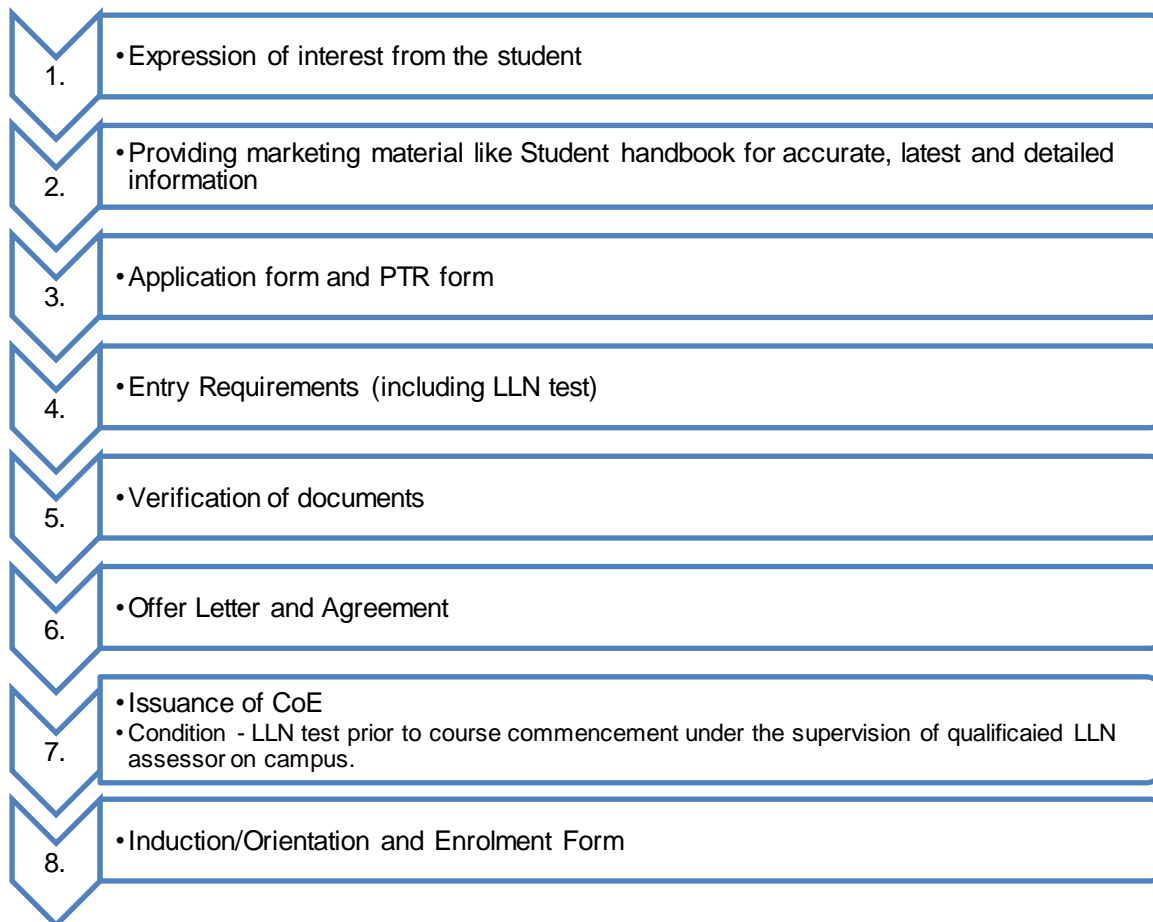 1.
•Expression of interest from the student
2.
•Providing marketing material like Student handbook for accurate, latest and detailed
information
3.
•Application form and PTR form
4.
•Entry Requirements (including LLN test)
5.
•Verification of documents
6.
•Offer Letter and Agreement
7.
•Issuance of CoE
•Condition - LLN test prior to course commencement under the supervision of qualificaied LLN
assessor on campus.
8.
•Induction/Orientation and Enrolment Form